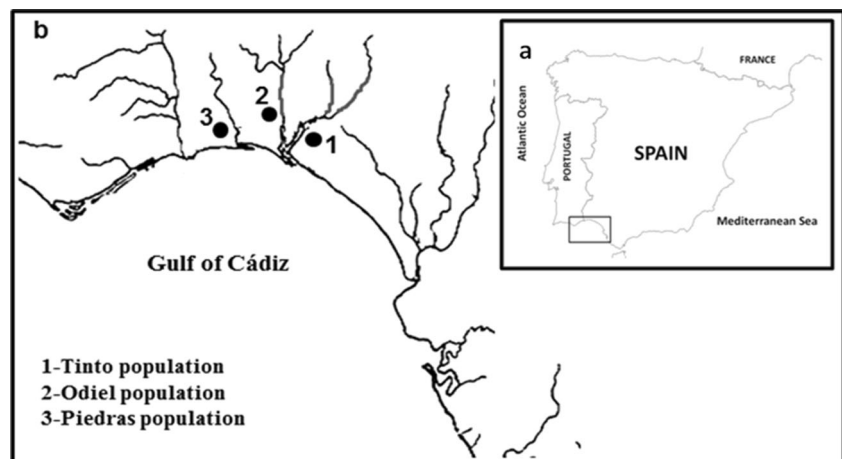 b
3
2
1
Gulf of Cádiz
1-Tinto population
2-Odiel population
3-Piedras population
a
FRANCE
Atlantic Ocean
PORTUGAL
SPAIN
Mediterranean Sea